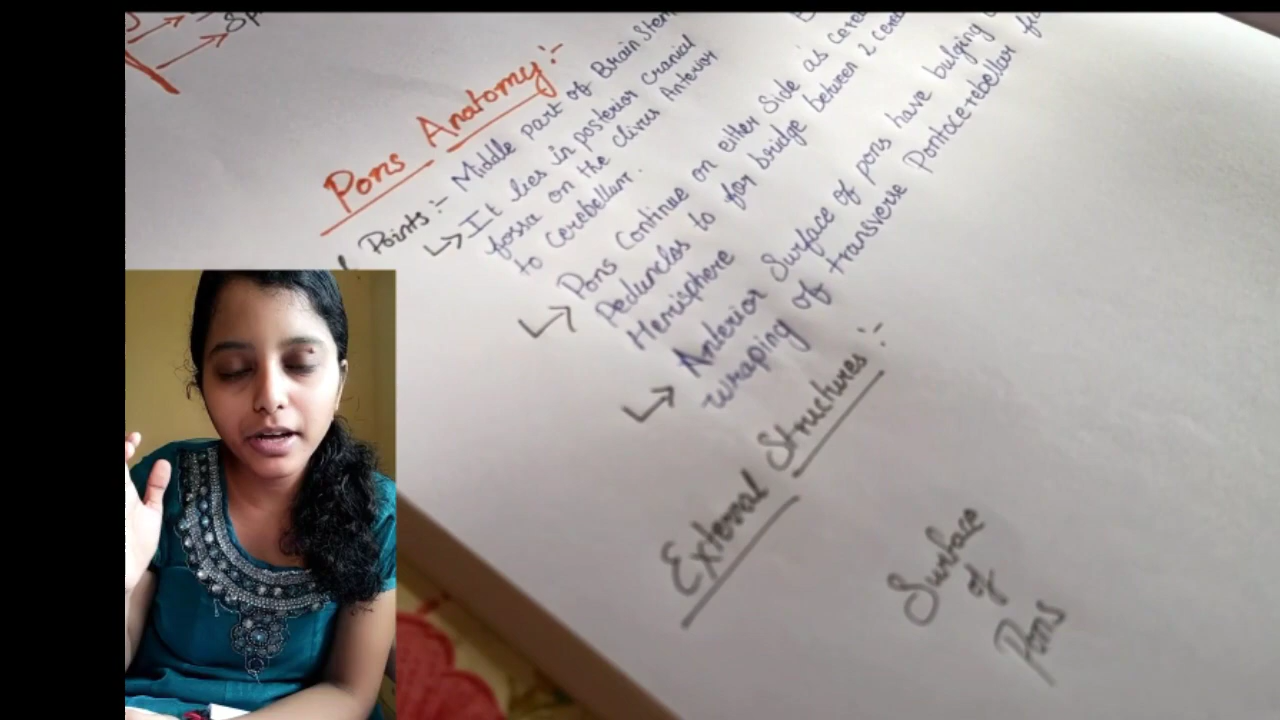 Pons Anatomy:-
Points:- Middle part of Brain Stem
It lies in posterior Cranial
fossa on the clivus Anterior
to cerebellum.
Pons Continue on either Side as
Peduncles to for bridge between 2
Hemisphere
Anterior Surface of pons have bulging
wraping of transverse Pontocerebellar
External Structures:-
Surface
of
Pons